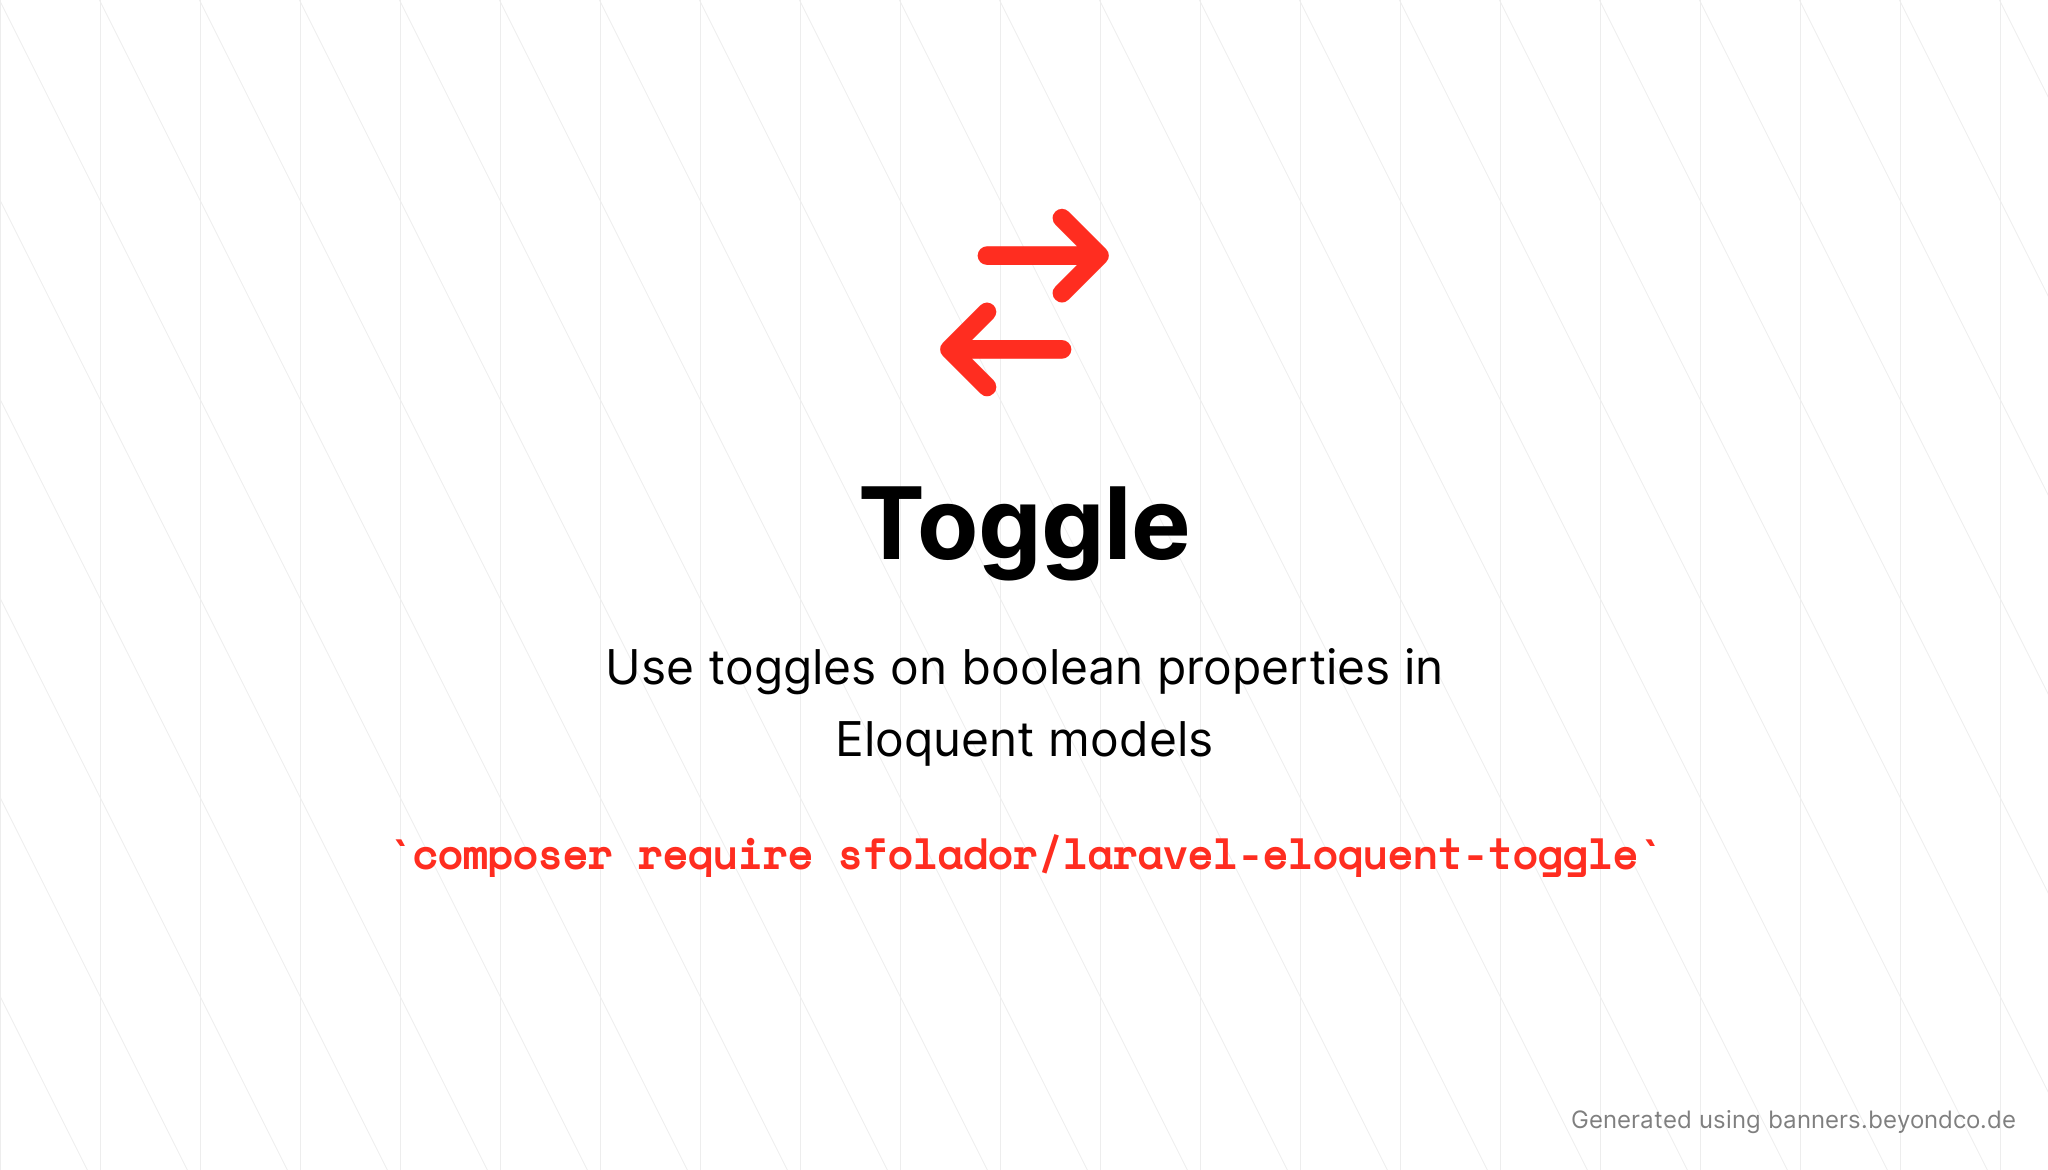 Toggle
Use toggles on boolean properties in
Eloquent models
`composer require sfolador/laravel-eloquent-toggle`
Generated using banners.beyondco.de